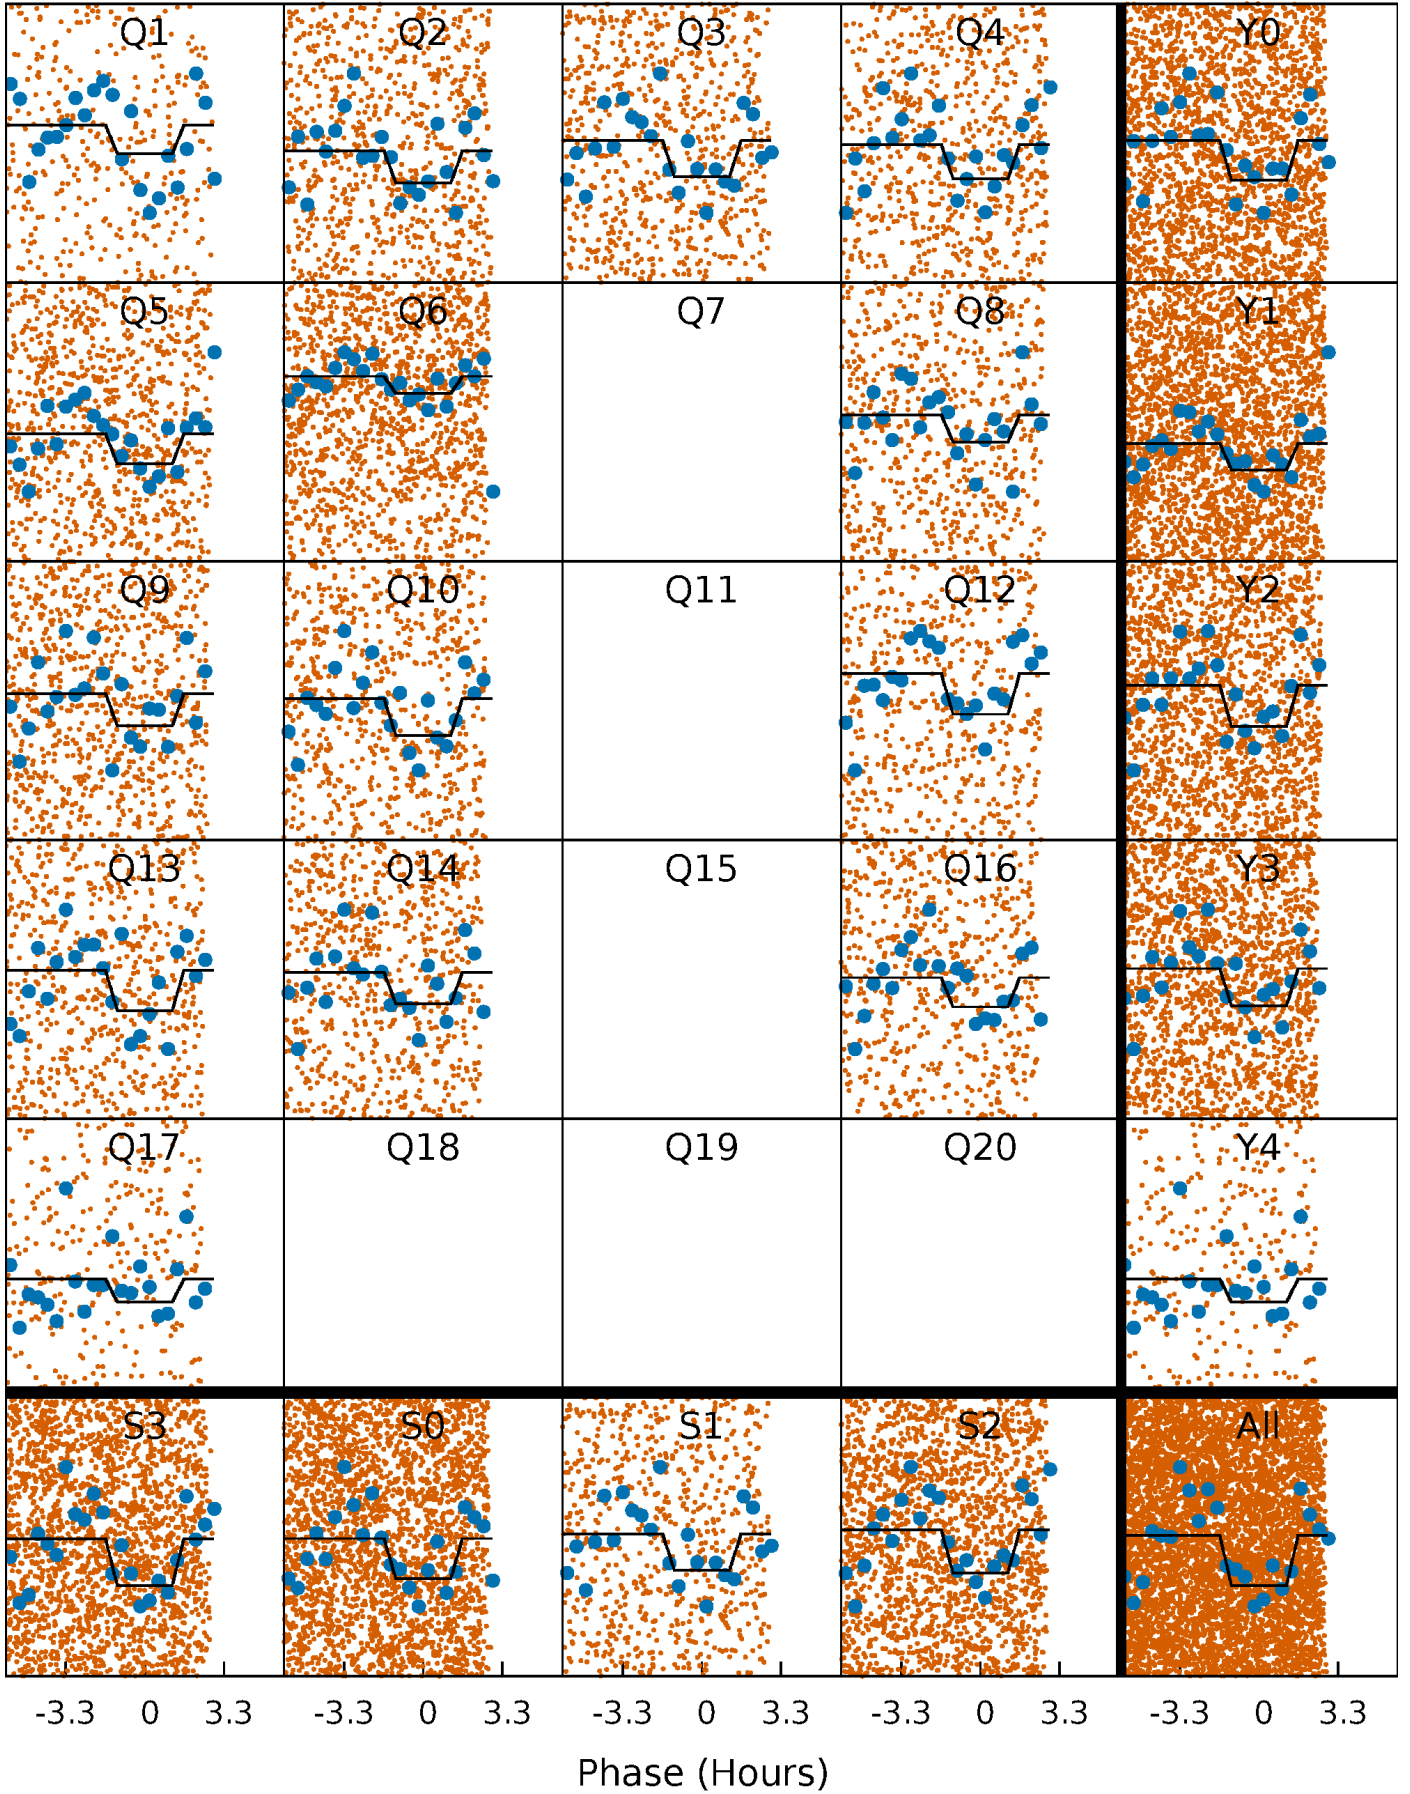 Q1 Q2 Q3 Q4 Y0
Q5 Q6 Q7 Q8 Y1
Q9 Q10 Q11 Q12 Y2
Q13 Q14 Q15 Q16 Y3
Q17 Q18 Q19 Q20 Y4
S3 S0 S1 S2 All
-3.3 0 3.3 -3.3 0 3.3 -3.3 0 3.3 -3.3 0 3.3 -3.3 0 3.3
Phase (Hours)